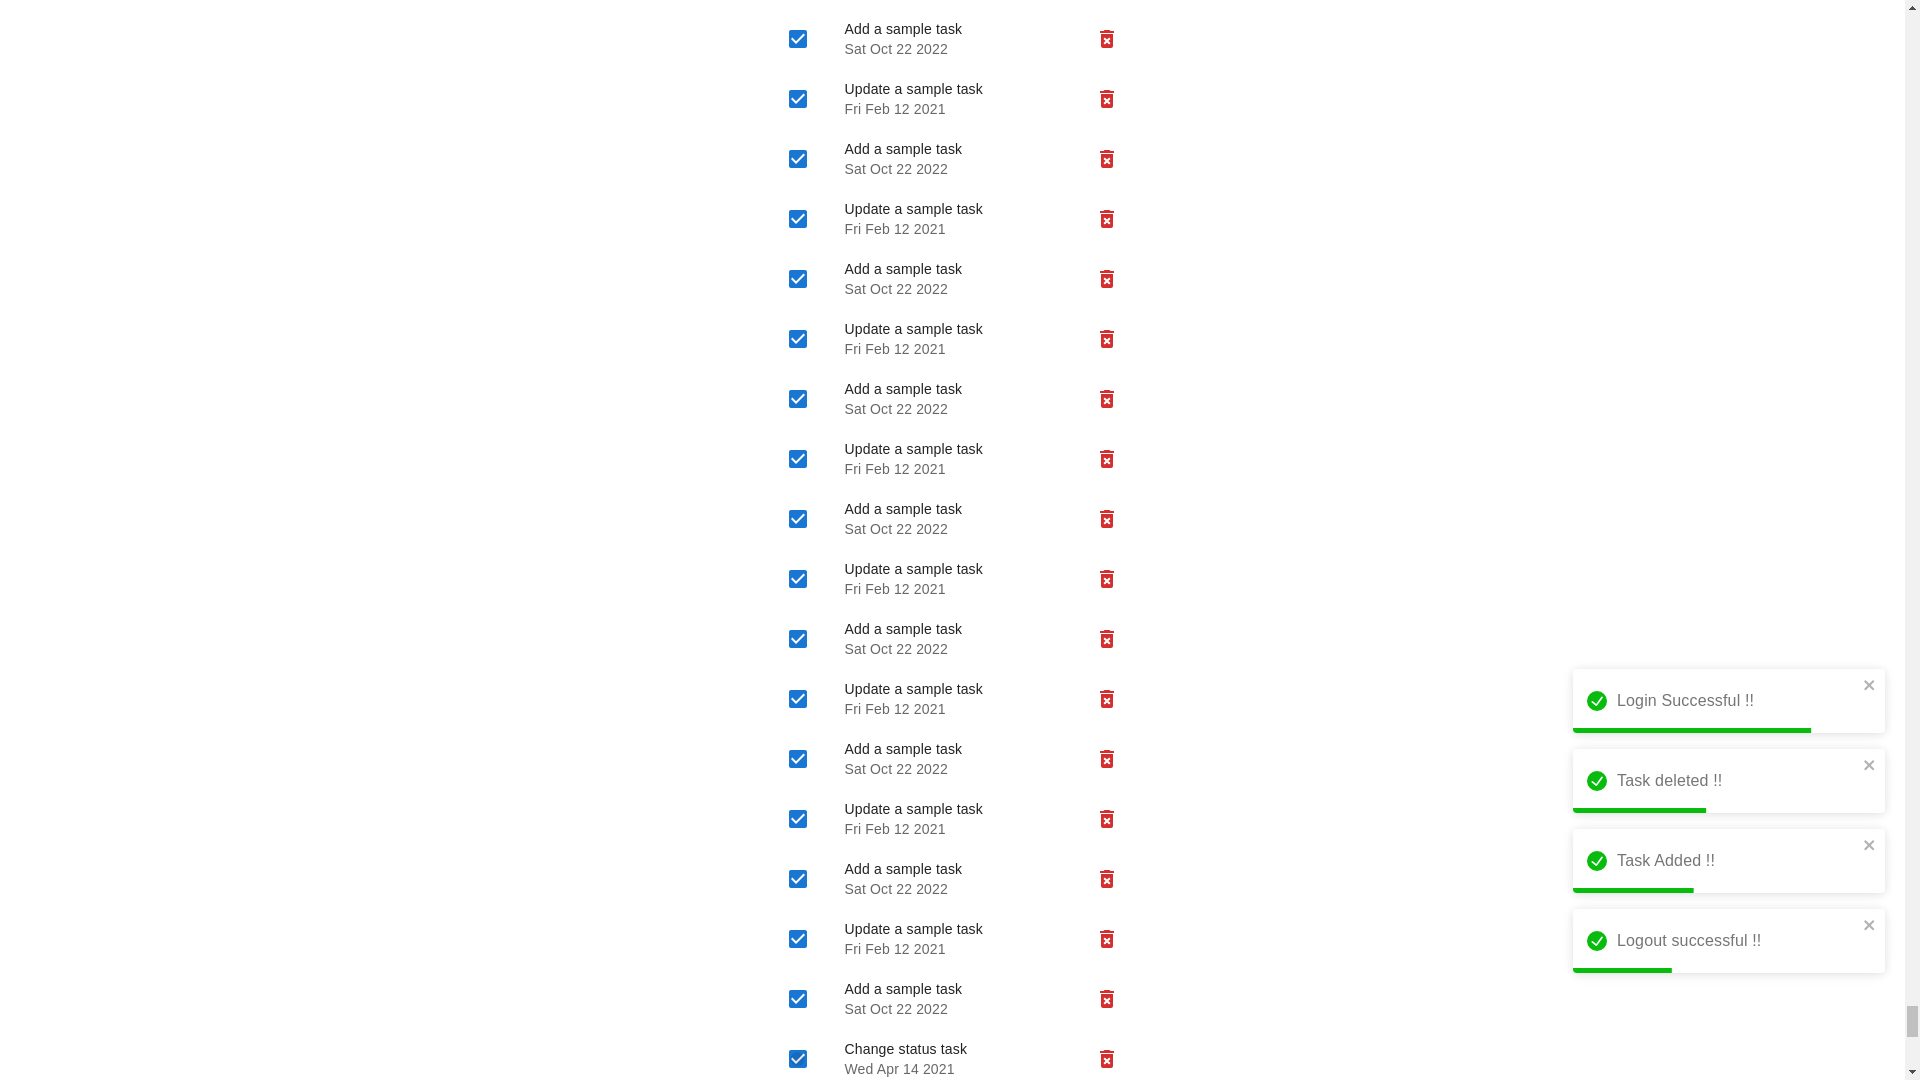 Add a sample task
Sat Oct 22 2022
Update a sample task
Fri Feb 12 2021
Add a sample task
Sat Oct 22 2022
Update a sample task
Fri Feb 12 2021
Add a sample task
Sat Oct 22 2022
Update a sample task
Fri Feb 12 2021
Add a sample task
Sat Oct 22 2022
Update a sample task
Fri Feb 12 2021
Add a sample task
Sat Oct 22 2022
Update a sample task
Fri Feb 12 2021
Add a sample task
Sat Oct 22 2022
Update a sample task
Fri Feb 12 2021
Add a sample task
Sat Oct 22 2022
Update a sample task
Fri Feb 12 2021
Add a sample task
Sat Oct 22 2022
Update a sample task
Fri Feb 12 2021
Add a sample task
Sat Oct 22 2022
Change status task
Wed Apr 14 2021
Login Successful !!
Task deleted !!
Task Added !!
Logout successful !!